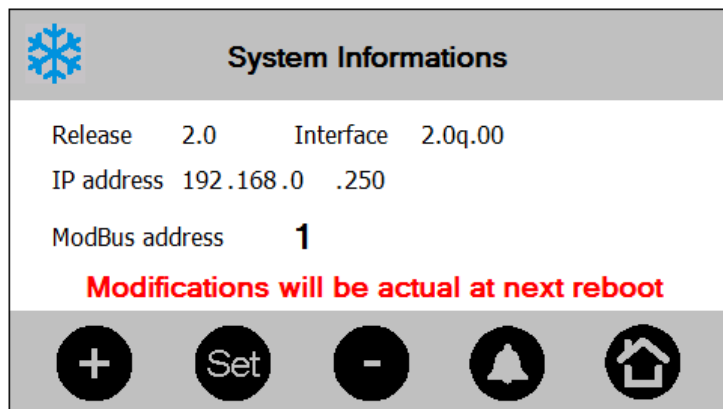 System Informations
Release 2.0 Interface 2.0q.00
IP address 192.168.0 .250
ModBus address 1
Modifications will be actual at next reboot
+ Set -